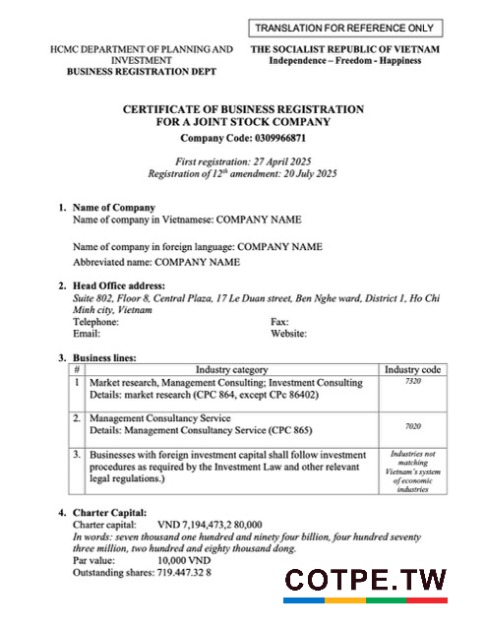 TRANSLATION FOR REFERENCE ONLY
HCMC DEPARTMENT OF PLANNING AND
INVESTMENT
BUSINESS REGISTRATION DEPT
THE SOCIALIST REPUBLIC OF VIETNAM
Independence – Freedom - Happiness
CERTIFICATE OF BUSINESS REGISTRATION
FOR A JOINT STOCK COMPANY
Company Code: 0309966871
First registration: 27 April 2025
Registration of 12th amendment: 20 July 2025
1. Name of Company
Name of company in Vietnamese: COMPANY NAME
Name of company in foreign language: COMPANY NAME
Abbreviated name: COMPANY NAME
2. Head Office address:
Suite 802, Floor 8, Central Plaza, 17 Le Duan street, Ben Nghe ward, District 1, Ho Chi
Minh city, Vietnam
Telephone: Fax:
Email: Website:
3. Business lines:
# Industry category Industry code
1 Market research, Management Consulting; Investment Consulting 7320
Details: market research (CPC 864, except CPc 86402)
2. Management Consultancy Service
Details: Management Consultancy Service (CPC 865) 7020
3. Businesses with foreign investment capital shall follow investment
procedures as required by the Investment Law and other relevant
legal regulations.)
Industries not
matching
Vietnam's system
of economic
industries
4. Charter Capital:
Charter capital: VND 7,194,473,2 80,000
In words: seven thousand one hundred and ninety four billion, four hundred seventy
three million, two hundred and eighty thousand dong.
Par value: 10,000 VND
Outstanding shares: 719.447.32 8
COTPE.TW